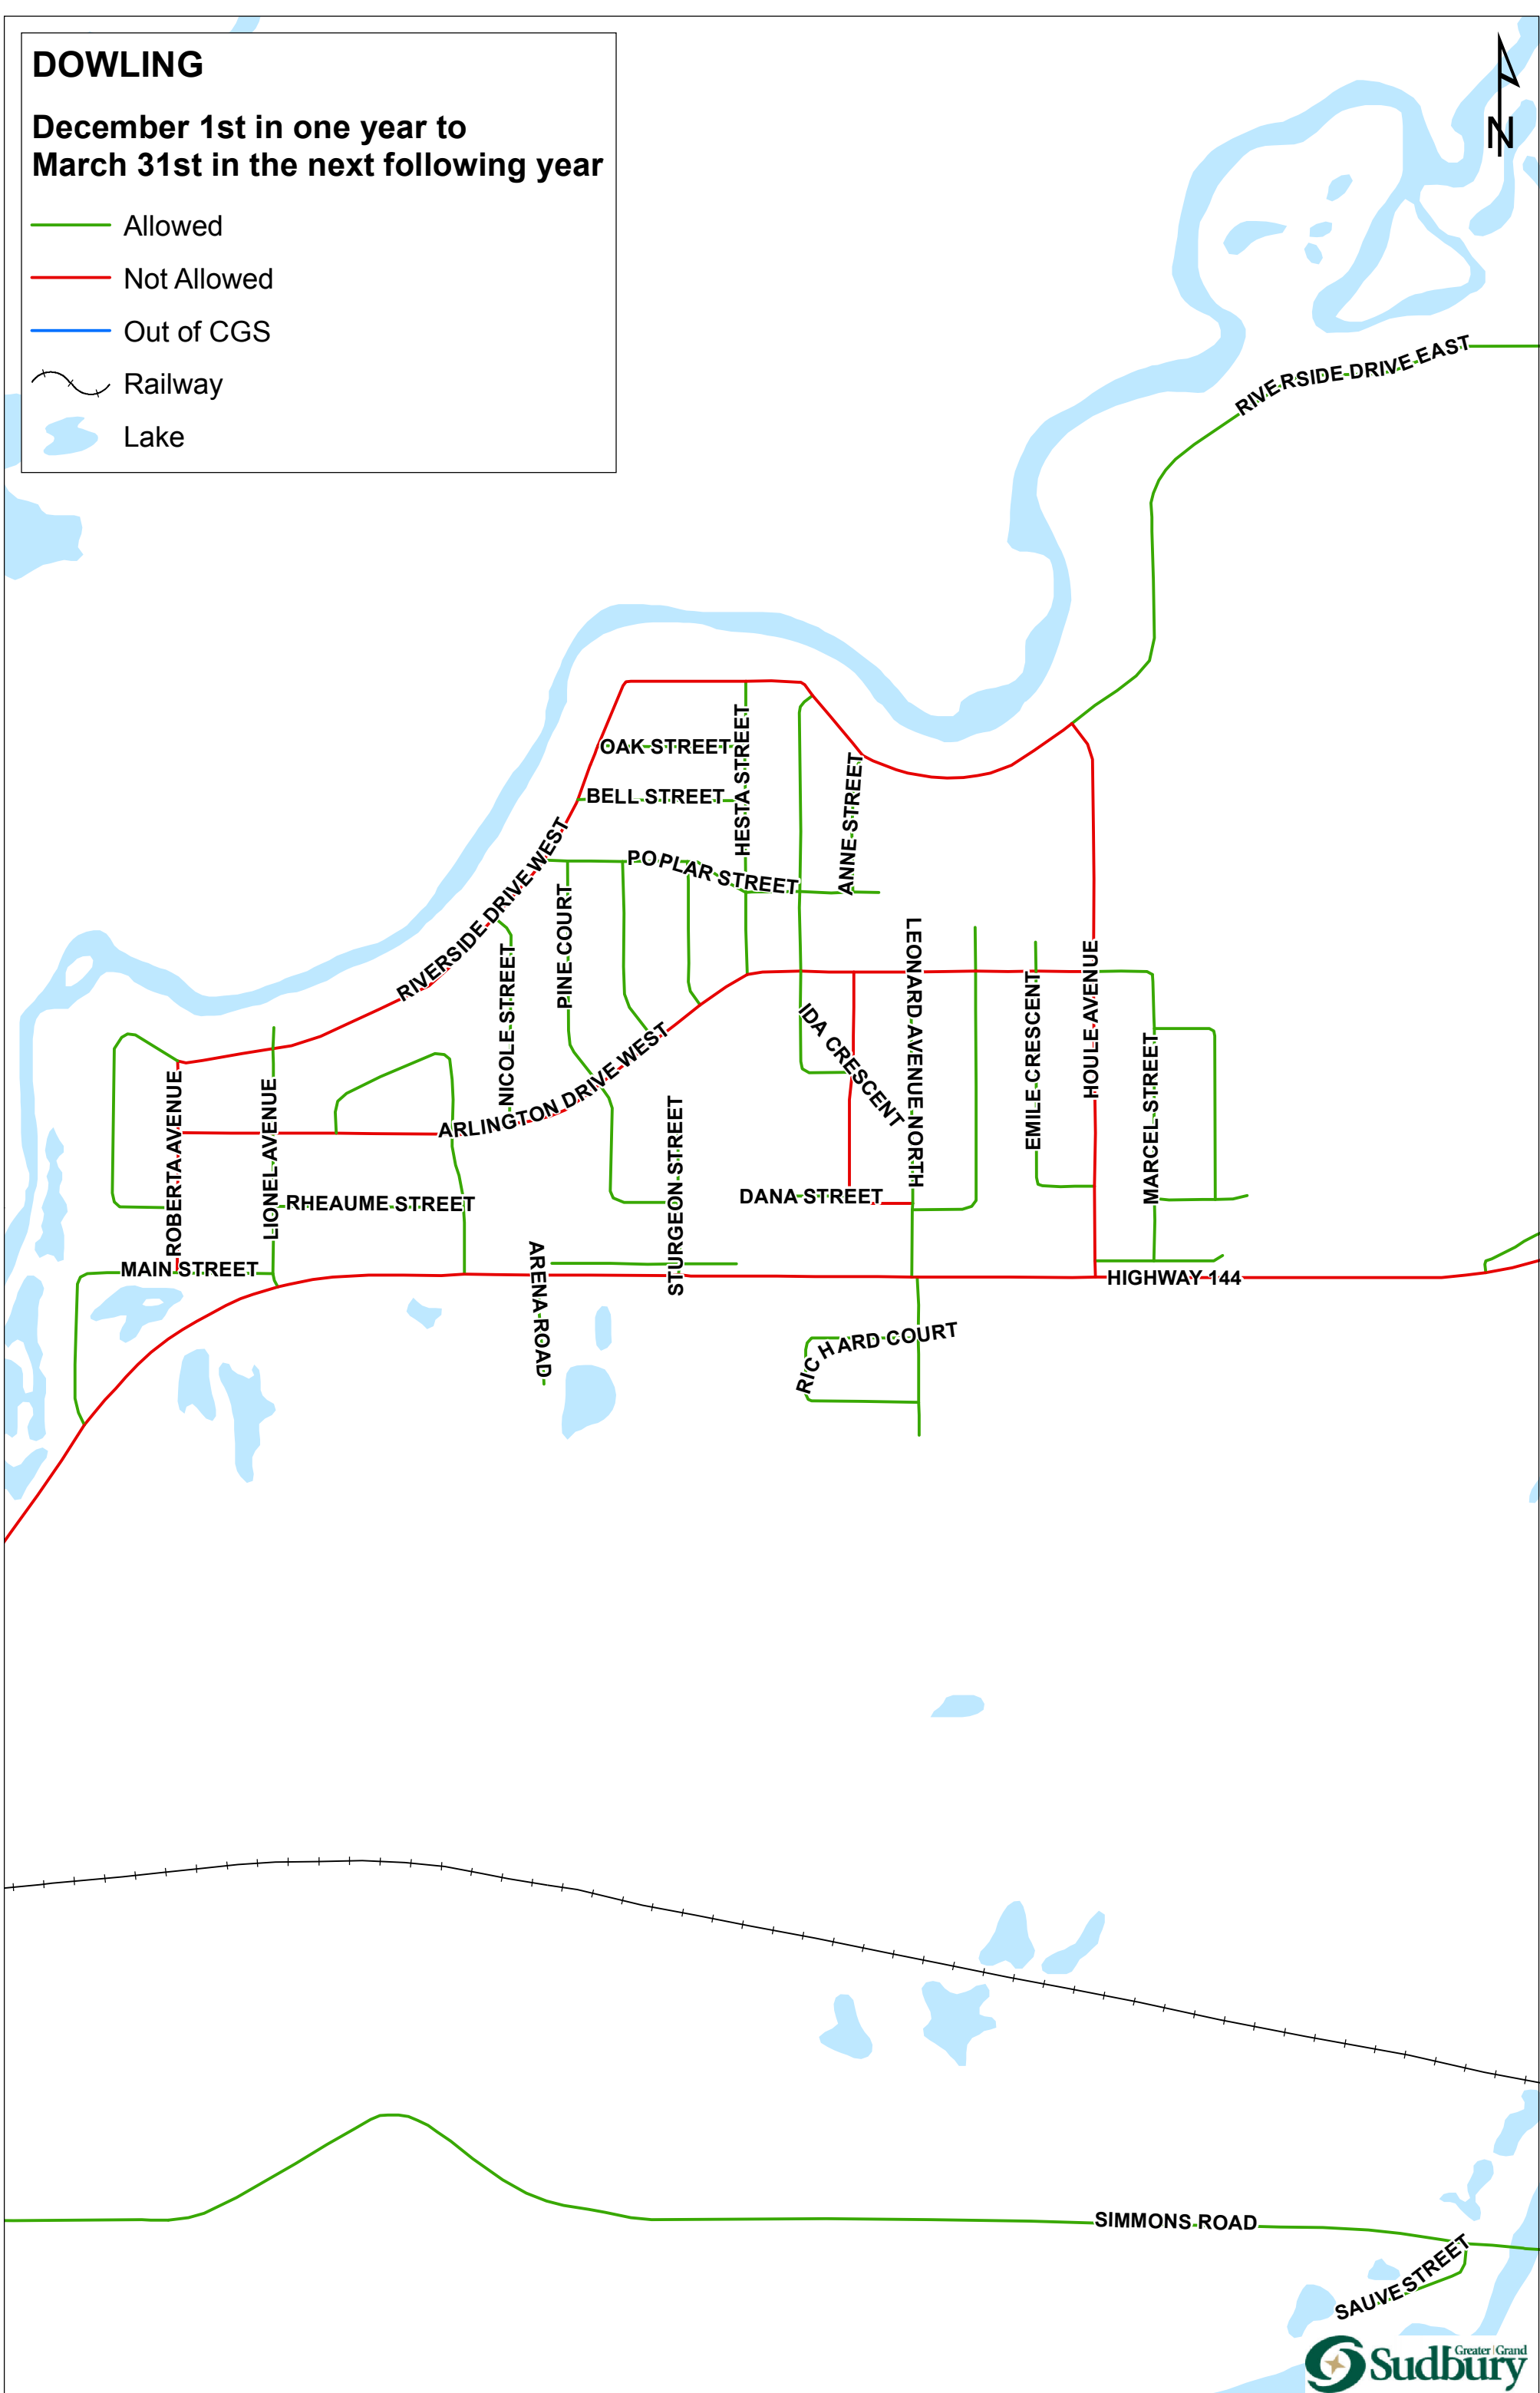 DOWLING
December 1st in one year to
March 31st in the next following year
Allowed
Not Allowed
Out of CGS
Railway
Lake
N
RIVERSIDE DRIVE EAST
OAK STREET
HESTA STREET
BELL STREET
ANNE STREET
RIVERSIDE DRIVE WEST
POPLAR STREET
PINE COURT
NICOLE STREET
LEONARD AVENUE NORTH
HOULE AVENUE
EMILE CRESCENT
IDA CRESCENT
MARCEL STREET
ARLINGTON DRIVE WEST
ROBERTA AVENUE
LIONEL AVENUE
STURGEON STREET
RHEAUME STREET
DANA STREET
MAIN STREET
ARENA ROAD
HIGHWAY 144
RICHARD COURT
SIMMONS ROAD
SAUVE STREET
Greater Grand
Sudbury